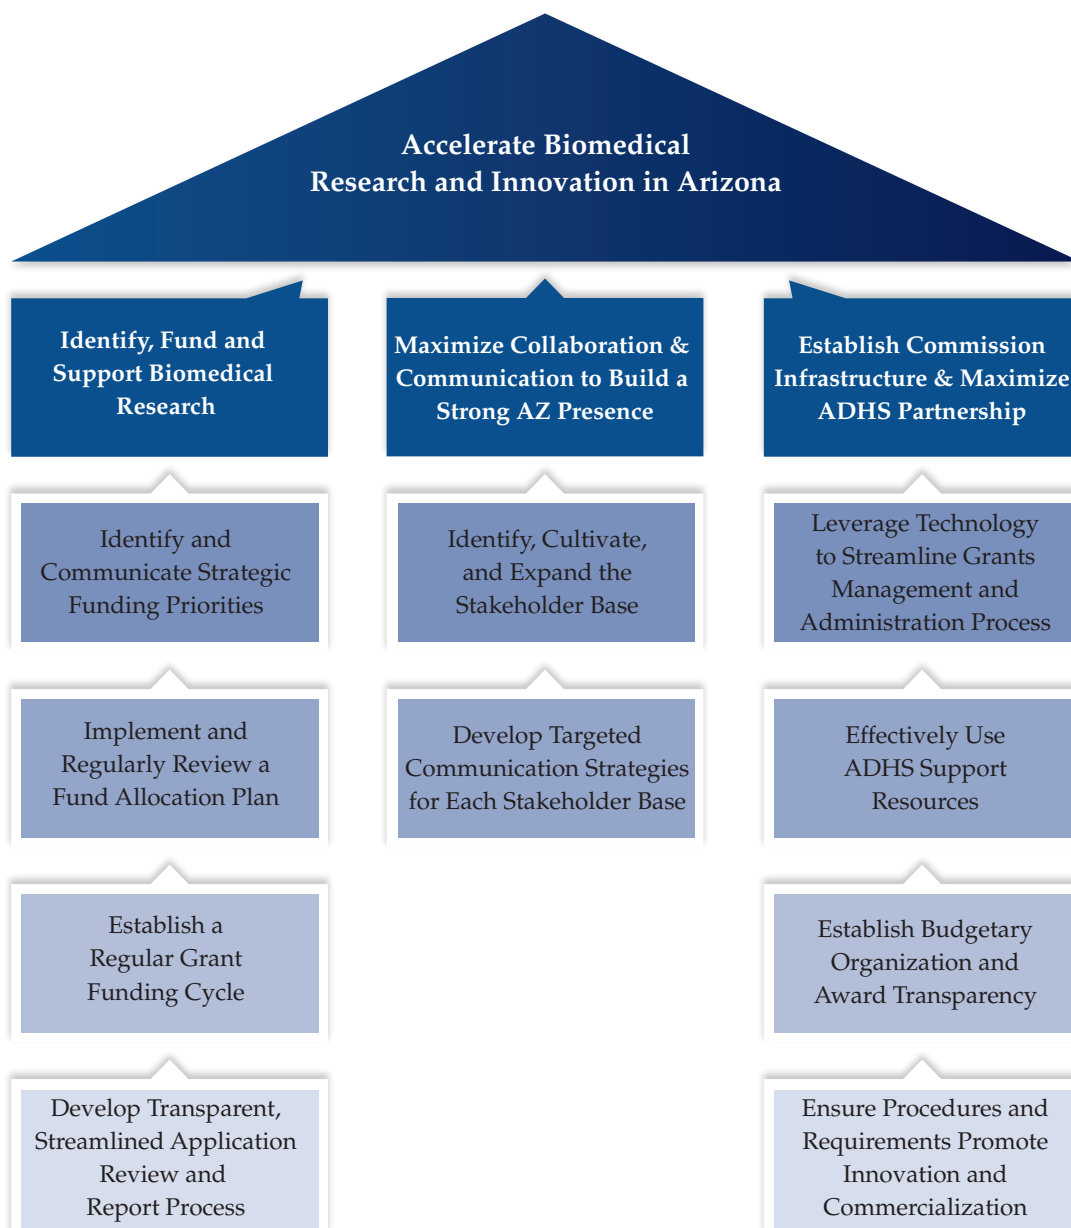 Accelerate Biomedical
Research and Innovation in Arizona
Identify, Fund and
Support Biomedical
Research
Identify and
Communicate Strategic
Funding Priorities
Implement and
Regularly Review a
Fund Allocation Plan
Establish a
Regular Grant
Funding Cycle
Develop Transparent,
Streamlined Application
Review and
Report Process
Maximize Collaboration &
Communication to Build a
Strong AZ Presence
Identify, Cultivate,
and Expand the
Stakeholder Base
Develop Targeted
Communication Strategies
for Each Stakeholder Base
Establish Commission
Infrastructure & Maximize
ADHS Partnership
Leverage Technology
to Streamline Grants
Management and
Administration Process
Effectively Use
ADHS Support
Resources
Establish Budgetary
Organization and
Award Transparency
Ensure Procedures and
Requirements Promote
Innovation and
Commercialization